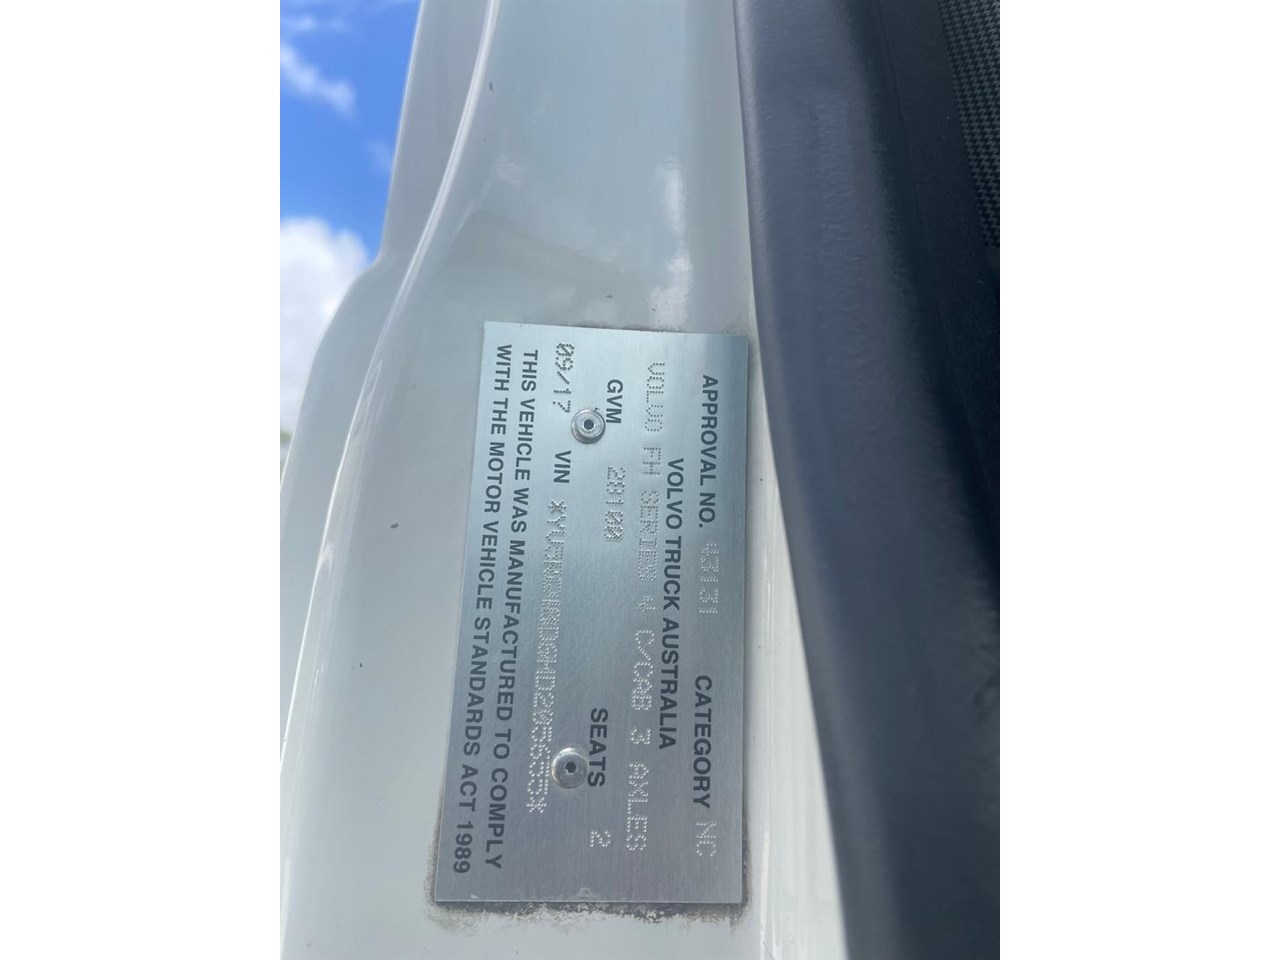 APPROVAL NO. 43131 CATEGORY NC
VOLVO TRUCK AUSTRALIA
VOLVO FH SERIES 4 C/CAB 3 AXLES
GVM 28100 SEATS 2
09/17 VIN
THIS VEHICLE WAS MANUFACTURED TO COMPLY
WITH THE MOTOR VEHICLE STANDARDS ACT 1989